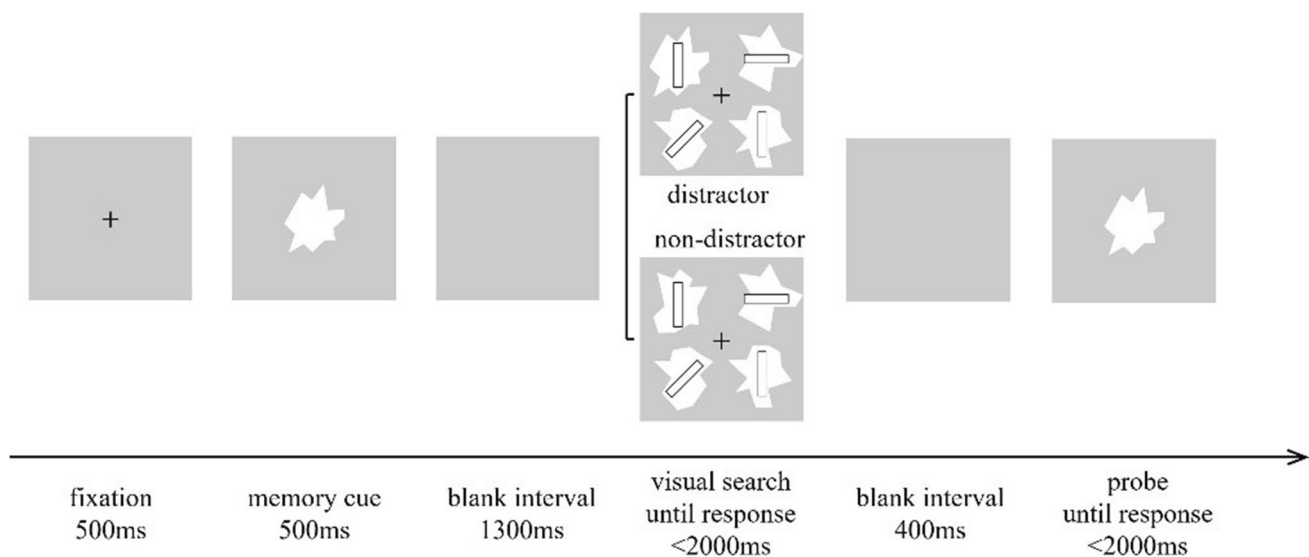 distractor
non-distractor
fixation
500ms
memory cue
500ms
blank interval
1300ms
visual search
until response
<2000ms
blank interval
400ms
probe
until response
<2000ms